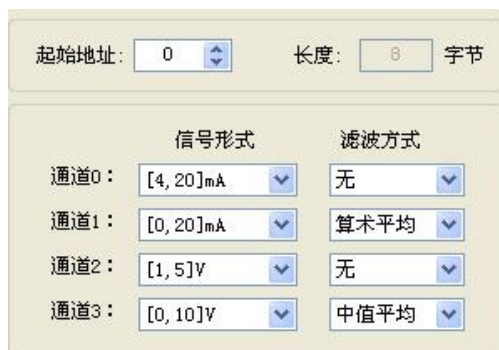 起始地址: 0 长度: 8 字节
信号形式 滤波方式
通道0: [4,20]mA 无
通道1: [0,20]mA 算术平均
通道2: [1,5]V 无
通道3: [0,10]V 中值平均